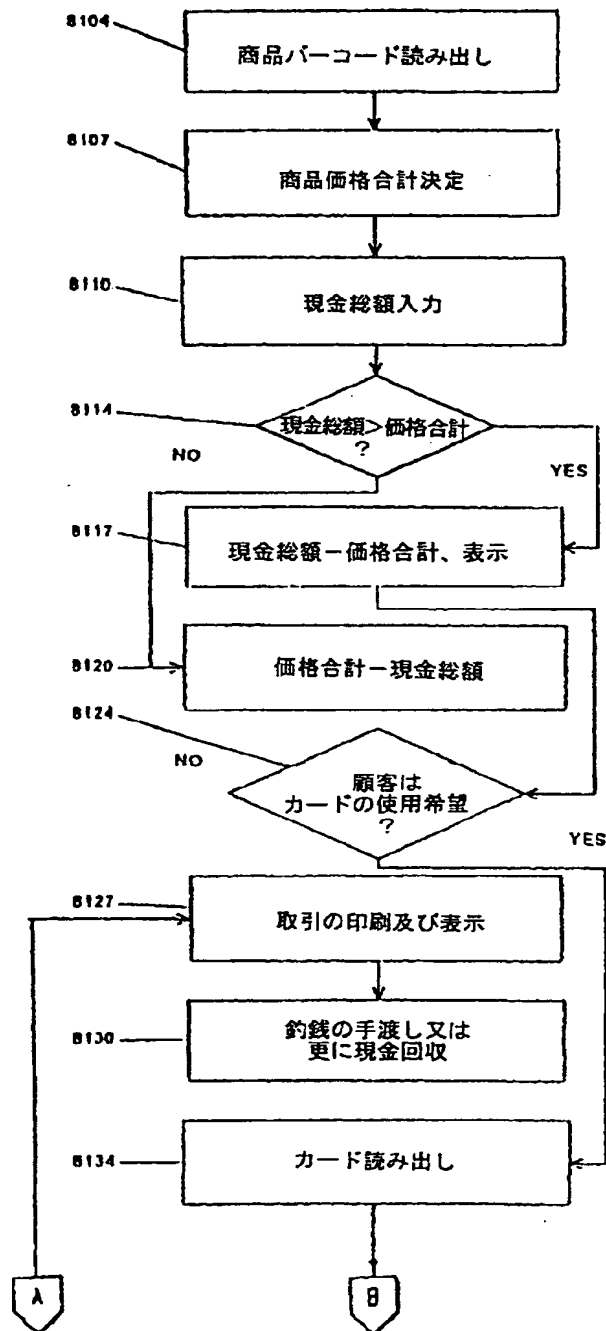 8104
商品バーコード読み出し
8107
商品価格合計決定
8110
現金総額入力
8114
現金総額>価格合計
?
NO
YES
8117
現金総額-価格合計、表示
8120
価格合計-現金総額
8124
NO
顧客は
カードの使用希望
?
YES
8127
取引の印刷及び表示
8130
釣銭の手渡し又は
更に現金回収
8134
カード読み出し
A
B